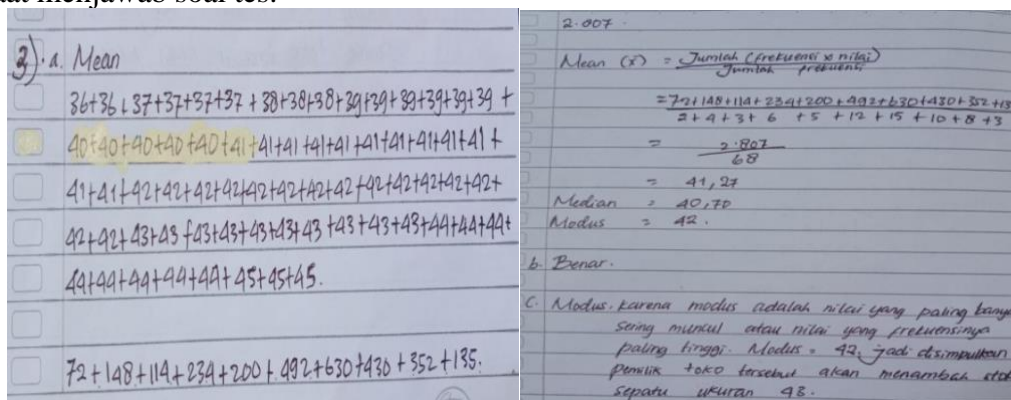 menjawab soal tes.
3). a. Mean
36+36+37+37+37+37+38+38+38+39+39+39+39+39+39+
40+40+40+40+40+41+41+41+41+41+41+41+41+41+41+
41+41+42+42+42+42+42+42+42+42+42+42+42+42+42+
42+42+43+43+43+43+43+43+43+43+43+43+44+44+44+
44+44+44+44+44+45+45+45.
72+148+114+234+200+492+630+430+352+135.
2.807
Mean (x̄) = Jumlah (frekuensi x nilai)
Jumlah frekuensi
= 72+148+114+234+200+492+630+430+352+13
2+4+3+6+5+12+15+10+8+3
= 2.807
68
= 41,27
Median = 40,70
Modus = 42.
b. Benar.
C. Modus. karena modus adalah nilai yang paling banya
sering muncul atau nilai yang frekuensinya
paling tinggi. Modus = 42, jadi disimpulkan
pemilik toko tersebut akan menambah stok
sepatu ukuran 43.